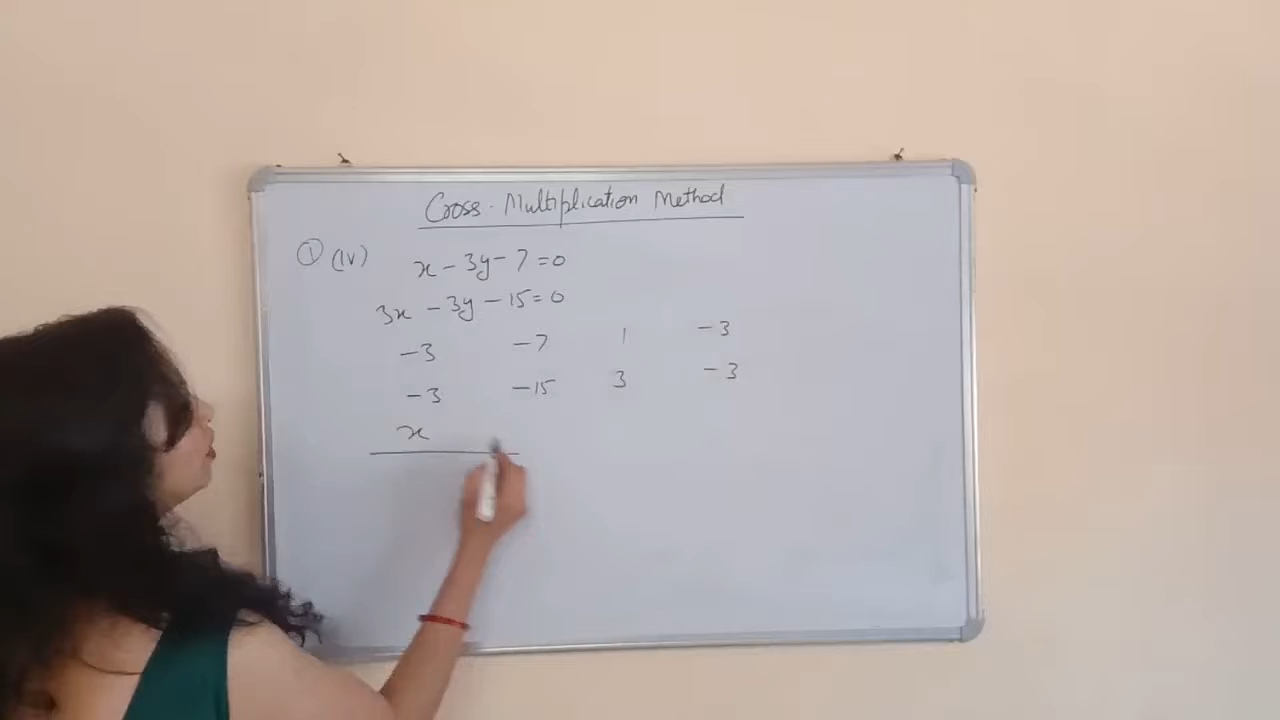 Cross-Multiplication Method
① (iv) x - 3y - 7 = 0
3x - 3y - 15 = 0
-3 -7 1 -3
-3 -15 3 -3
x